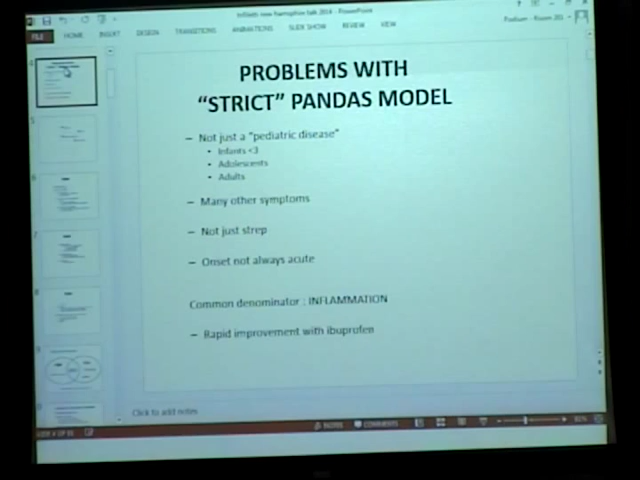 PowerPoint
FILE HOME INSERT DESIGN TRANSITIONS ANIMATIONS SLIDE SHOW REVIEW VIEW
PROBLEMS WITH
“STRICT” PANDAS MODEL
– Not just a “pediatric disease”
• Infants <3
• Adolescents
• Adults
– Many other symptoms
– Not just strep
– Onset not always acute
Common denominator : INFLAMMATION
– Rapid improvement with ibuprofen
Click to add notes
NOTES COMMENTS